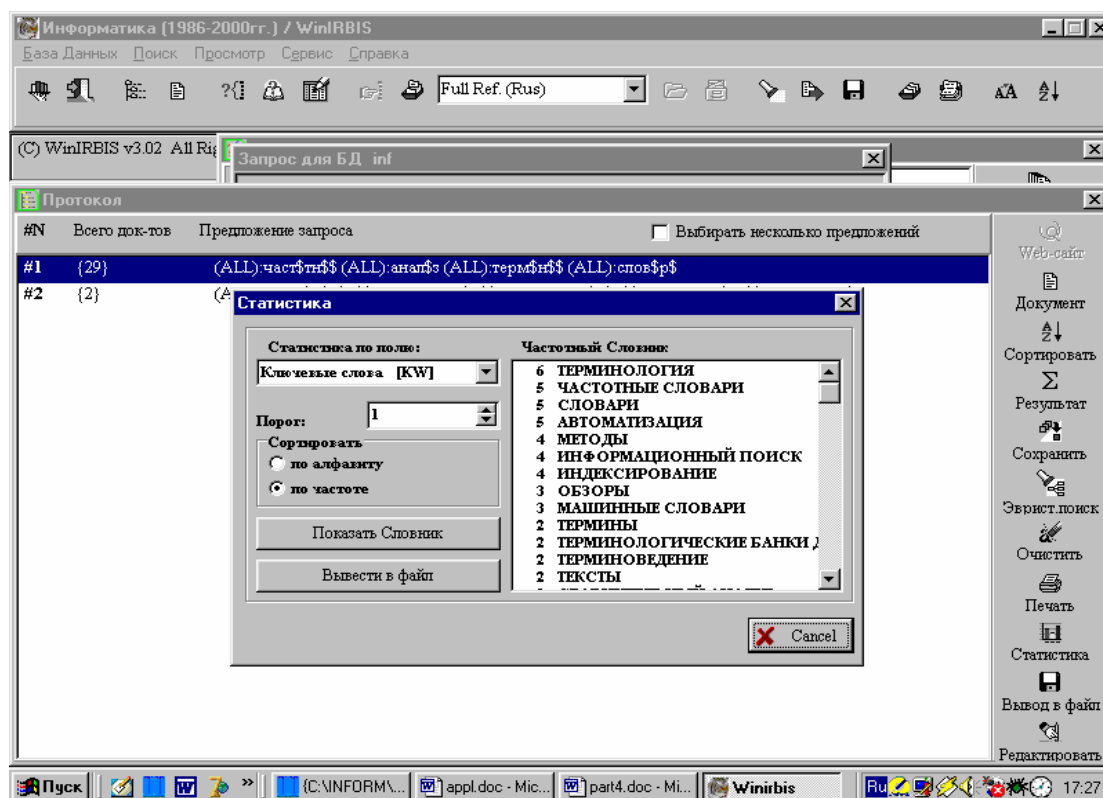 Информатика (1986-2000гг.) / WinIRBIS
База Данных Поиск Просмотр Сервис Справка
Full Ref. (Rus)
(C) WinIRBIS v3.02 All Rig
Запрос для БД inf
Протокол
#N Всего док-тов Предложение запроса Выбирать несколько предложений
#1 {29} (ALL):част$тн$$ (ALL):анал$з (ALL):терм$н$$ (ALL):слов$р$
#2 {2} (A
Статистика
Статистика по полю:
Ключевые слова [KW]
Порог: 1
Сортировать
по алфавиту
по частоте
Показать Словник
Вывести в файл
Частотный Словник
6 ТЕРМИНОЛОГИЯ
5 ЧАСТОТНЫЕ СЛОВАРИ
5 СЛОВАРИ
5 АВТОМАТИЗАЦИЯ
4 МЕТОДЫ
4 ИНФОРМАЦИОННЫЙ ПОИСК
4 ИНДЕКСИРОВАНИЕ
3 ОБЗОРЫ
3 МАШИННЫЕ СЛОВАРИ
2 ТЕРМИНЫ
2 ТЕРМИНОЛОГИЧЕСКИЕ БАНКИ
2 ТЕРМИНОВЕДЕНИЕ
2 ТЕКСТЫ
Cancel
Web-сайт
Документ
Сортировать
Результат
Сохранить
Эврист.поиск
Очистить
Печать
Статистика
Вывод в файл
Редактировать
Пуск {C:\INFORM\... appl.doc - Mic... part4.doc - Mi... Winirbis Ru 17:27